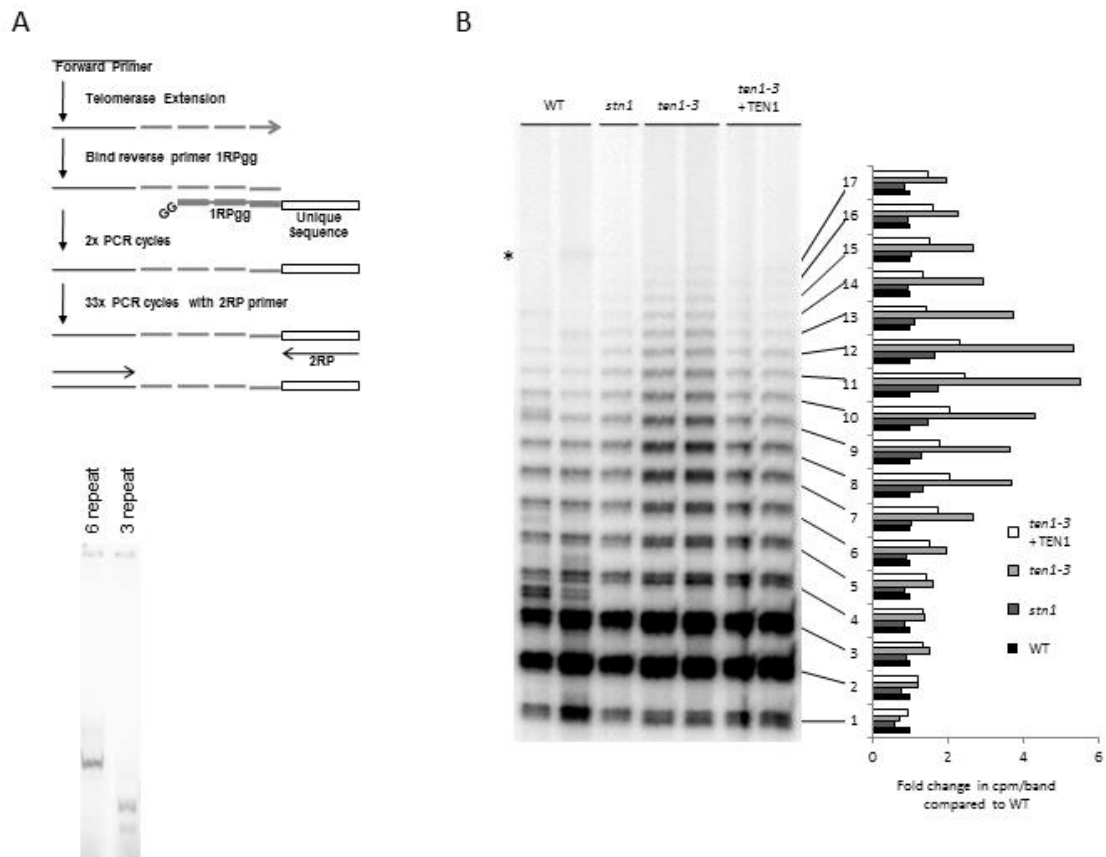 A
Forward Primer
Telomerase Extension
Bind reverse primer 1RPgg
GG
1RPgg
Unique
Sequence
2x PCR cycles
33x PCR cycles with 2RP primer
2RP
6 repeat
3 repeat
B
WT
stn1
ten1-3
ten1-3
+TEN1
*
17
16
15
14
13
12
11
10
9
8
7
6
5
4
3
2
1
ten1-3
+TEN1
ten1-3
stn1
WT
0
2
4
6
Fold change in cpm/band
compared to WT